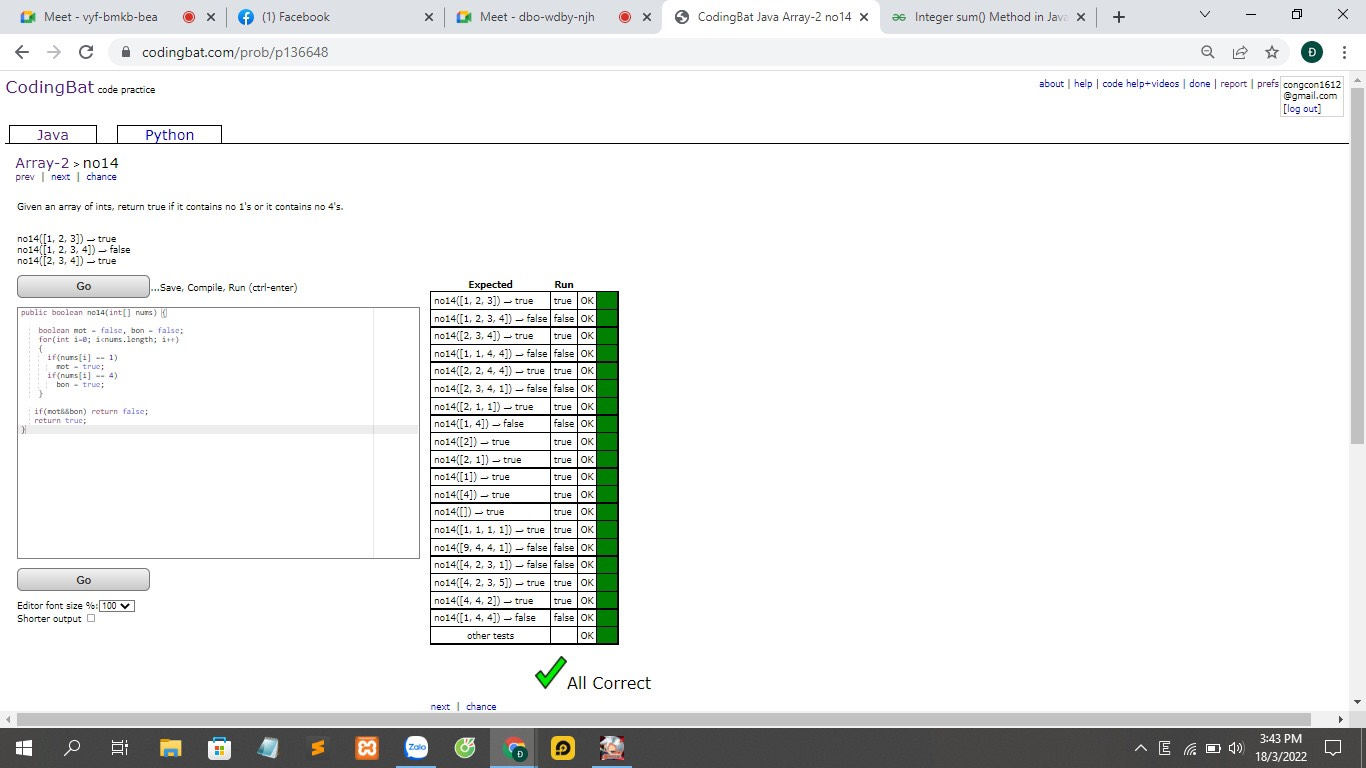 Meet - vyf-bmkb-bea
(1) Facebook
Meet - dbo-wdby-njh
CodingBat Java Array-2 no14
Integer sum() Method in Java
codingbat.com/prob/p136648
Đ
CodingBat code practice
about | help | code help+videos | done | report | prefs
congcon1612
@gmail.com
[log out]
Java
Python
Array-2 > no14
prev | next | chance
Given an array of ints, return true if it contains no 1's or it contains no 4's.
no14([1, 2, 3]) → true
no14([1, 2, 3, 4]) → false
no14([2, 3, 4]) → true
Go
...Save, Compile, Run (ctrl-enter)
public boolean no14(int[] nums) {
boolean mot = false, bon = false;
for(int i=0; i<nums.length; i++)
{
if(nums[i] == 1)
mot = true;
if(nums[i] == 4)
bon = true;
}
if(mot&&bon) return false;
return true;
}
Go
Editor font size %: 100
Shorter output
Expected Run
no14([1, 2, 3]) → true true OK
no14([1, 2, 3, 4]) → false false OK
no14([2, 3, 4]) → true true OK
no14([1, 1, 4, 4]) → false false OK
no14([2, 2, 4, 4]) → true true OK
no14([2, 3, 4, 1]) → false false OK
no14([2, 1, 1]) → true true OK
no14([1, 4]) → false false OK
no14([2]) → true true OK
no14([2, 1]) → true true OK
no14([1]) → true true OK
no14([4]) → true true OK
no14([]) → true true OK
no14([1, 1, 1, 1]) → true true OK
no14([9, 4, 4, 1]) → false false OK
no14([4, 2, 3, 1]) → false false OK
no14([4, 2, 3, 5]) → true true OK
no14([4, 4, 2]) → true true OK
no14([1, 4, 4]) → false false OK
other tests OK
All Correct
next | chance
Zalo
Đ
E
3:43 PM
18/3/2022